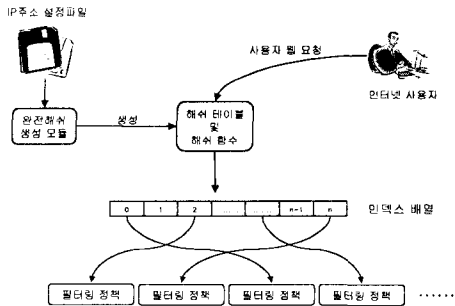 IP주소 설정파일
사용자 웹 요청
인터넷 사용자
완전해쉬
생성 모듈
생성
해쉬 테이블
및
해쉬 함수
0 1 2 ..... ..... n-1 n
인덱스 배열
필터링 정책 필터링 정책 필터링 정책 필터링 정책 ......